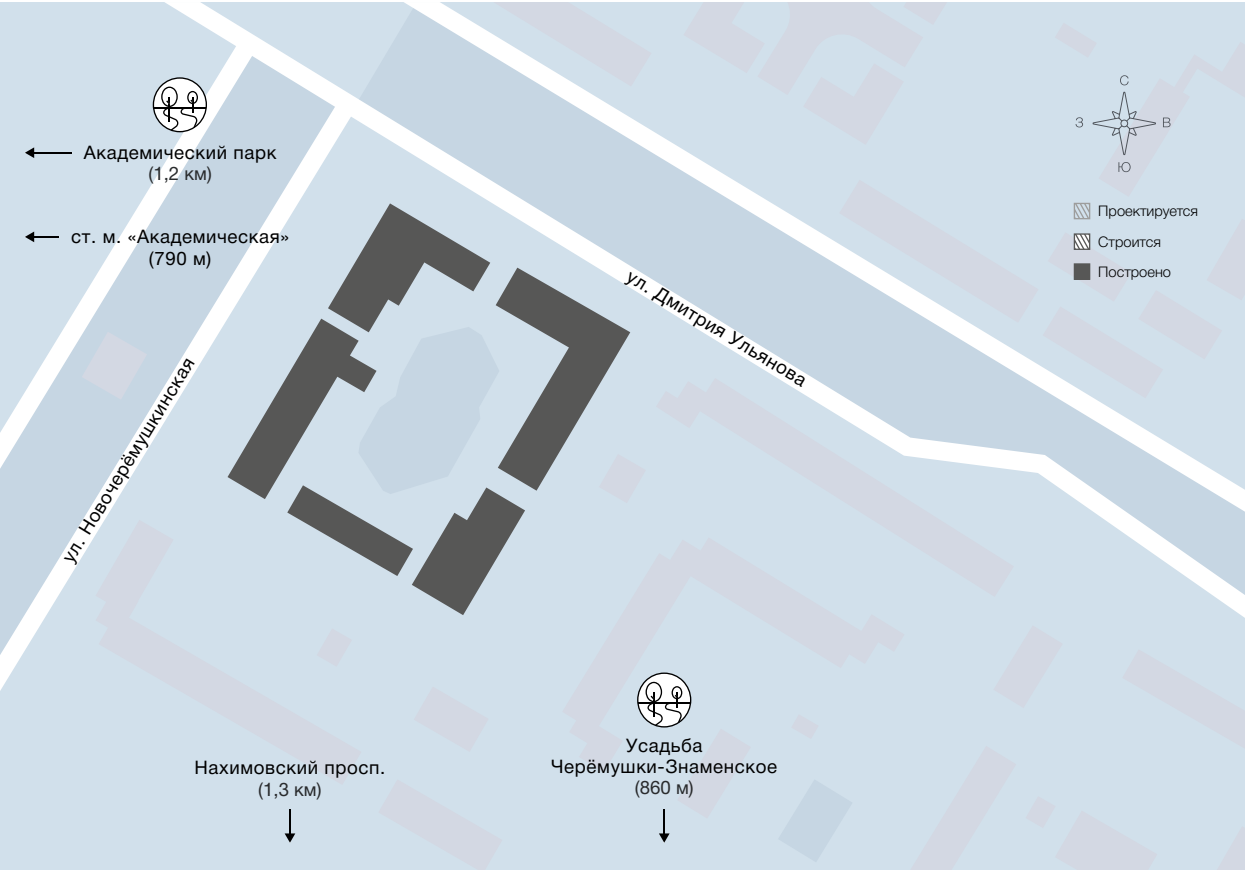 С
З
В
Ю
Академический парк
(1,2 км)
ст. м. «Академическая»
(790 м)
Проектируется
Строится
Построено
ул. Дмитрия Ульянова
ул. Новочерёмушкинская
Нахимовский просп.
(1,3 км)
Усадьба
Черёмушки-Знаменское
(860 м)